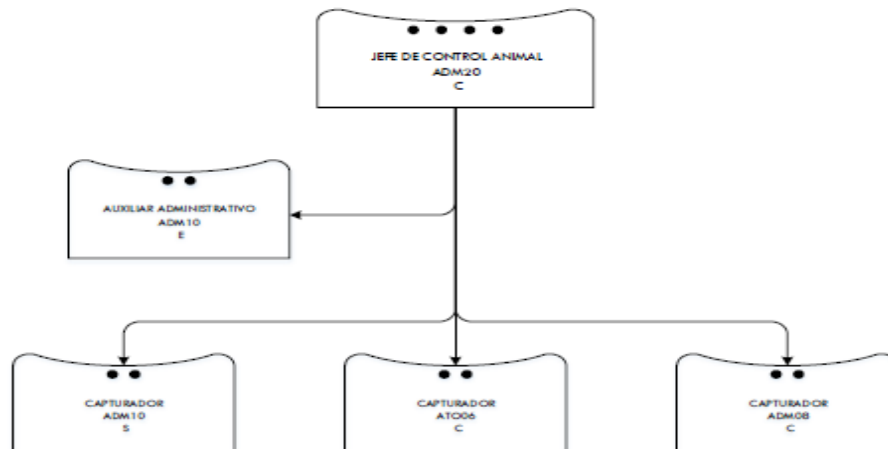 JEFE DE CONTROL ANIMAL
ADM20
C
AUXILIAR ADMINISTRATIVO
ADM10
E
CAPTURADOR
ADM10
S
CAPTURADOR
ATO06
C
CAPTURADOR
ADM08
C